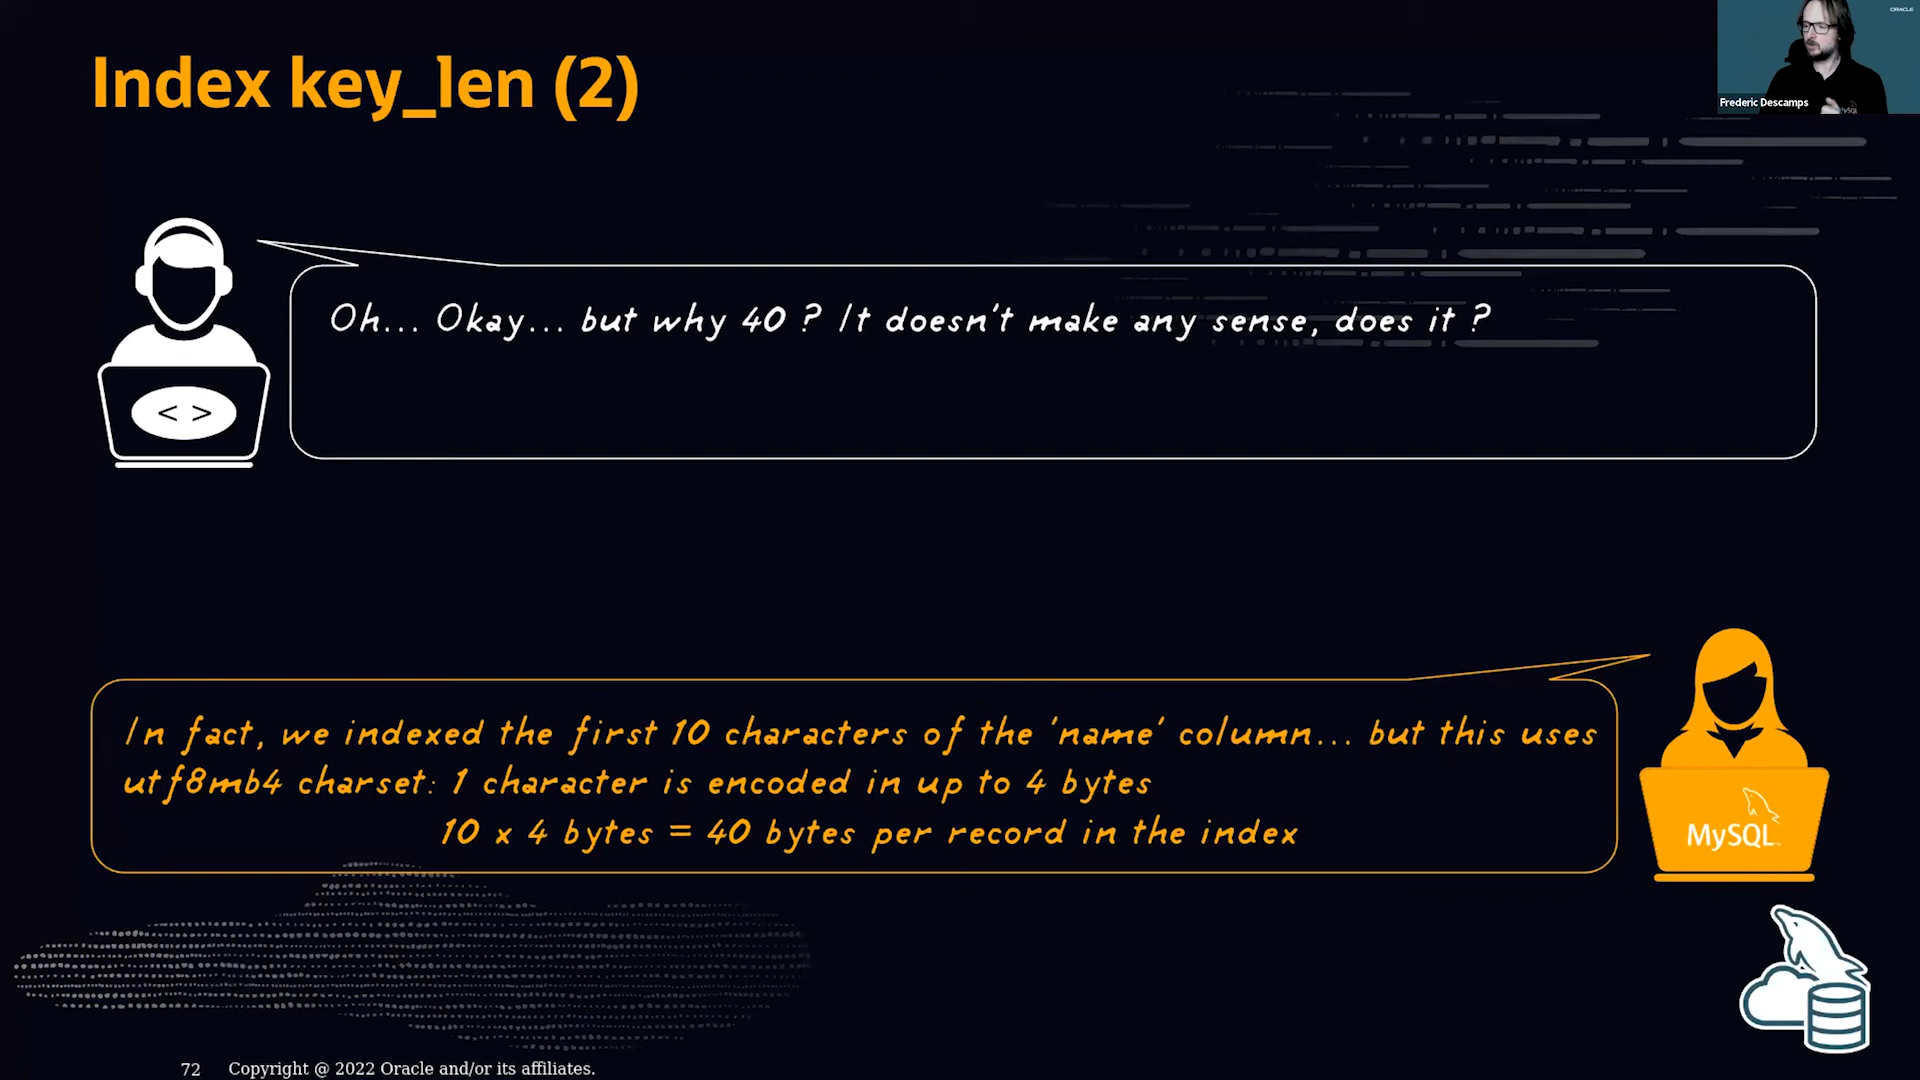 ORACLE
Index key_len (2)
Frederic Descamps
MySQL
Oh... Okay... but why 40 ? It doesn't make any sense, does it ?
< >
In fact, we indexed the first 10 characters of the 'name' column... but this uses
utf8mb4 charset: 1 character is encoded in up to 4 bytes
10 x 4 bytes = 40 bytes per record in the index
MySQL
72 Copyright @ 2022 Oracle and/or its affiliates.